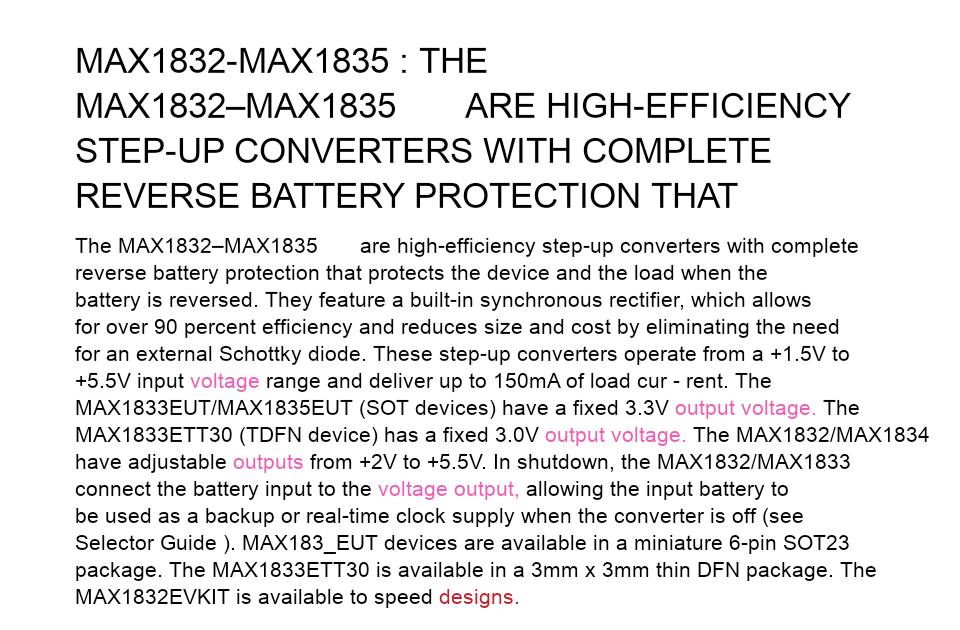 MAX1832-MAX1835 : THE
MAX1832–MAX1835 ARE HIGH-EFFICIENCY
STEP-UP CONVERTERS WITH COMPLETE
REVERSE BATTERY PROTECTION THAT
The MAX1832–MAX1835 are high-efficiency step-up converters with complete
reverse battery protection that protects the device and the load when the
battery is reversed. They feature a built-in synchronous rectifier, which allows
for over 90 percent efficiency and reduces size and cost by eliminating the need
for an external Schottky diode. These step-up converters operate from a +1.5V to
+5.5V input voltage range and deliver up to 150mA of load cur - rent. The
MAX1833EUT/MAX1835EUT (SOT devices) have a fixed 3.3V output voltage. The
MAX1833ETT30 (TDFN device) has a fixed 3.0V output voltage. The MAX1832/MAX1834
have adjustable outputs from +2V to +5.5V. In shutdown, the MAX1832/MAX1833
connect the battery input to the voltage output, allowing the input battery to
be used as a backup or real-time clock supply when the converter is off (see
Selector Guide ). MAX183_EUT devices are available in a miniature 6-pin SOT23
package. The MAX1833ETT30 is available in a 3mm x 3mm thin DFN package. The
MAX1832EVKIT is available to speed designs.